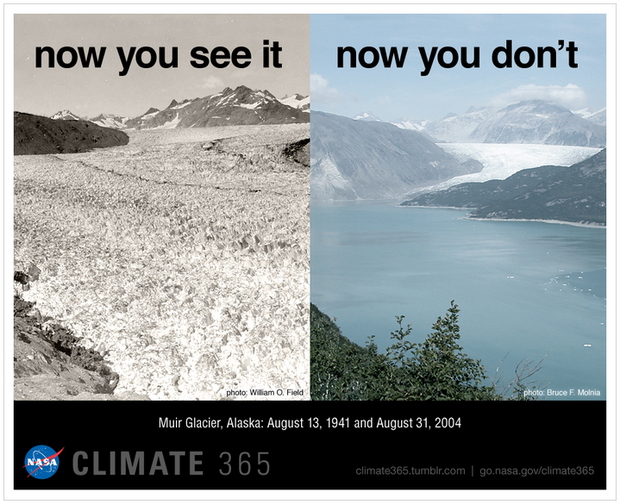 now you see it
now you don't
photo: William O. Field
photo: Bruce F. Molnia
Muir Glacier, Alaska: August 13, 1941 and August 31, 2004
NASA
CLIMATE 365
climate365.tumblr.com | go.nasa.gov/climate365